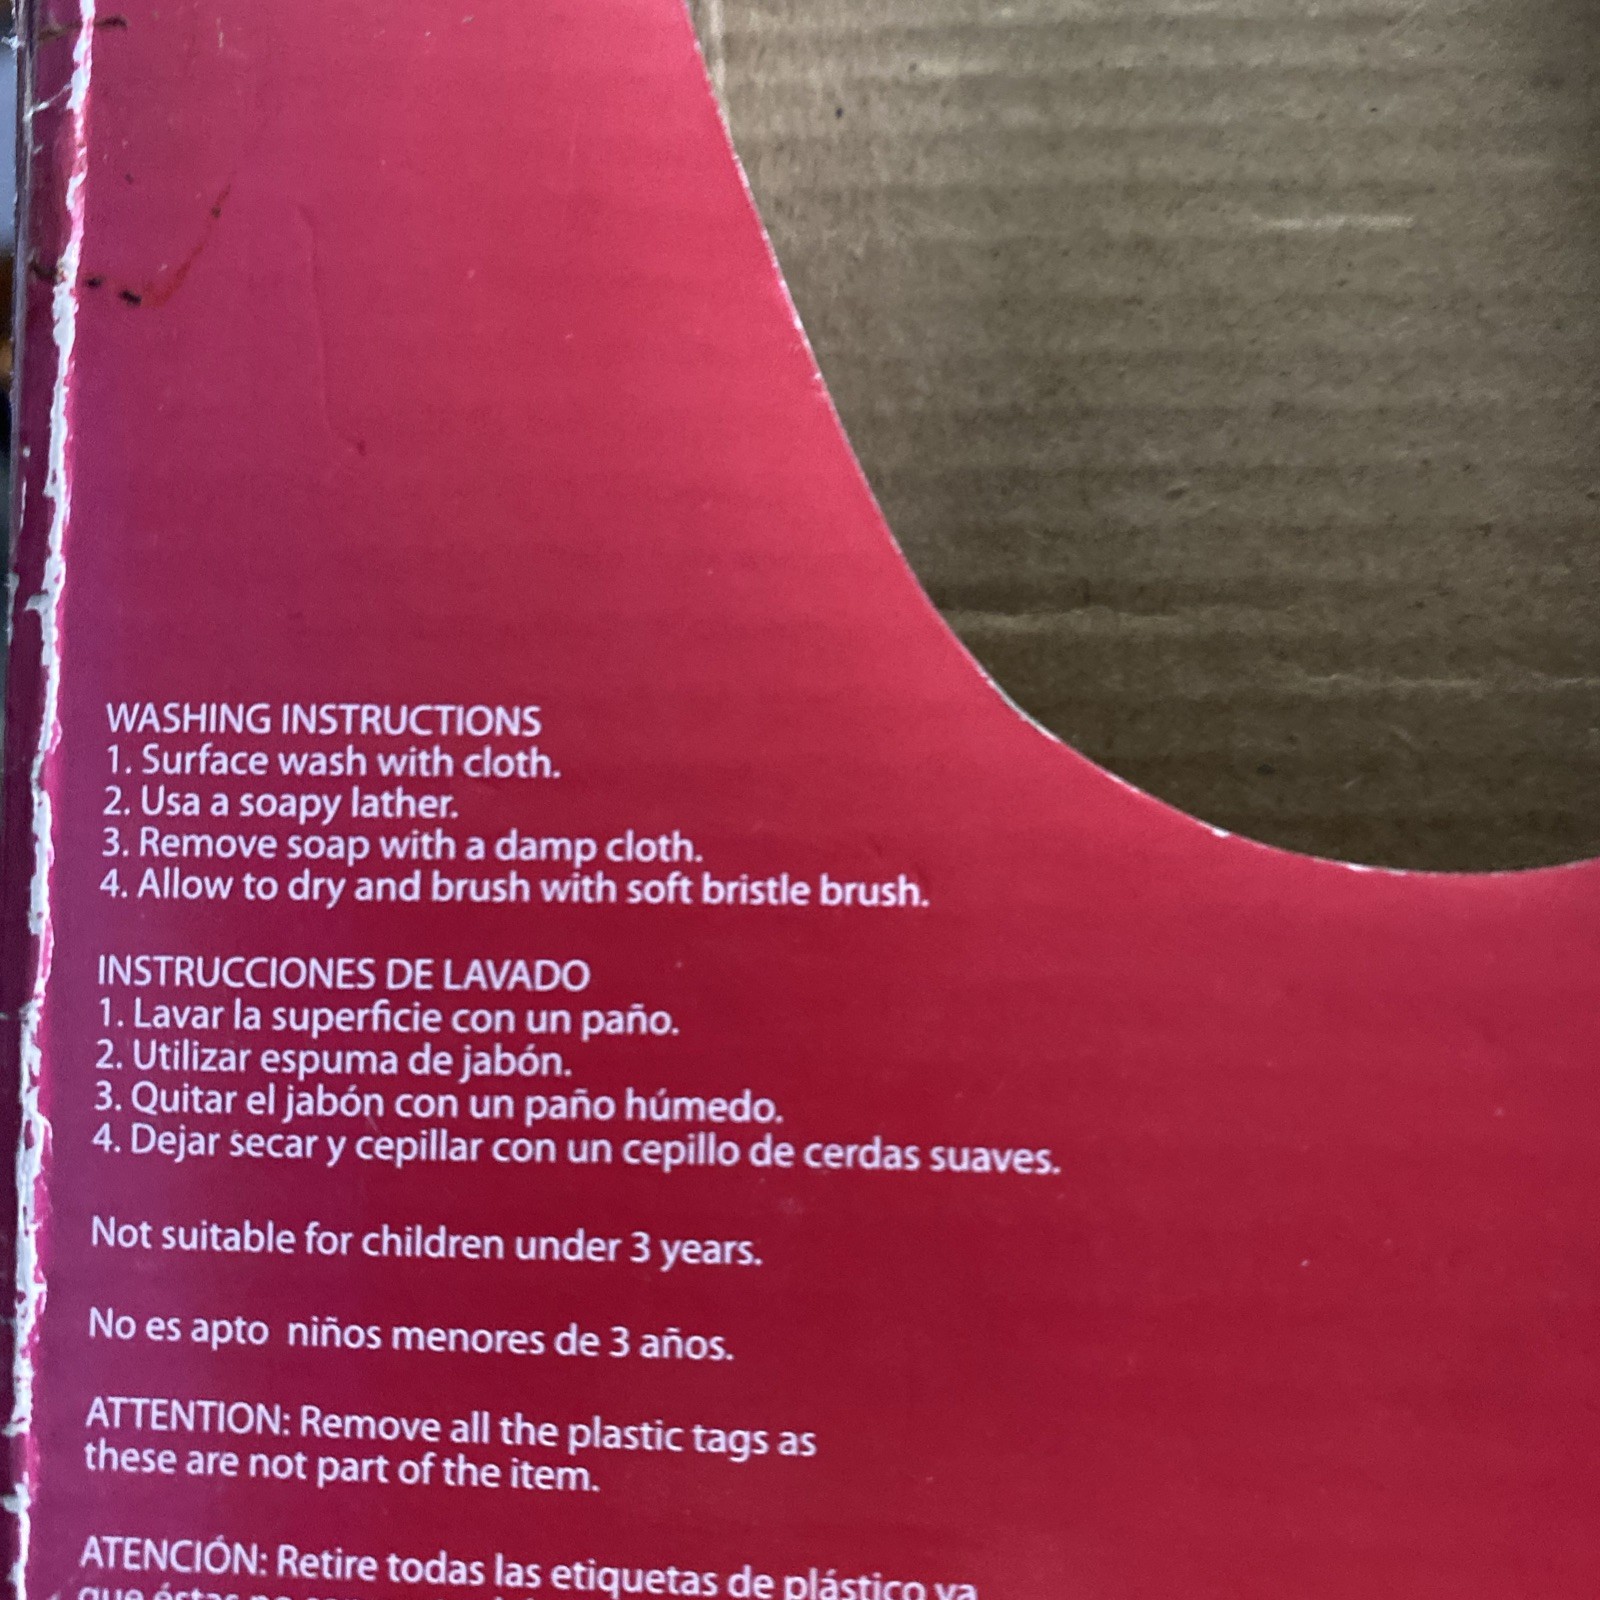 WASHING INSTRUCTIONS
1. Surface wash with cloth.
2. Usa a soapy lather.
3. Remove soap with a damp cloth.
4. Allow to dry and brush with soft bristle brush.
INSTRUCCIONES DE LAVADO
1. Lavar la superficie con un paño.
2. Utilizar espuma de jabón.
3. Quitar el jabón con un paño húmedo.
4. Dejar secar y cepillar con un cepillo de cerdas suaves.
Not suitable for children under 3 years.
No es apto niños menores de 3 años.
ATTENTION: Remove all the plastic tags as
these are not part of the item.
ATENCIÓN: Retire todas las etiquetas de plástico ya
que éstas no